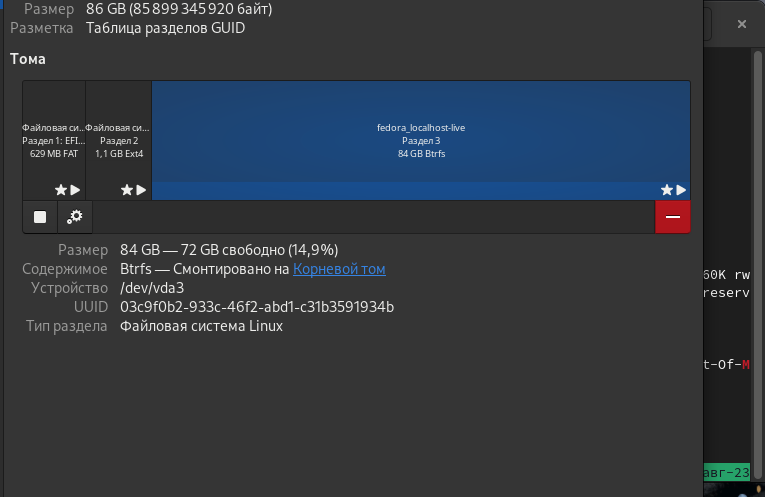 Размер 86 GB (85 899 345 920 байт)
Разметка Таблица разделов GUID
Тома
Файловая си…
Раздел 1: EFI…
629 MB FAT
Файловая си…
Раздел 2
1,1 GB Ext4
fedora_localhost-live
Раздел 3
84 GB Btrfs
Размер 84 GB — 72 GB свободно (14,9%)
Содержимое Btrfs — Смонтировано на Корневой том
Устройство /dev/vda3
UUID 03c9f0b2-933c-46f2-abd1-c31b3591934b
Тип раздела Файловая система Linux
60K rw
reserv
t-Of-M
авг-23